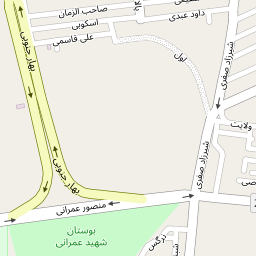 صاحب الزمان
داود عبدی
اسکویی
علی قاسمی
اول
بهار جنوبی
شیرزاد صفری
ولایت
شیرزاد صفری
بهار جنوبی
منصور عمرانی
بوستان
شهید عمرانی
نرگس